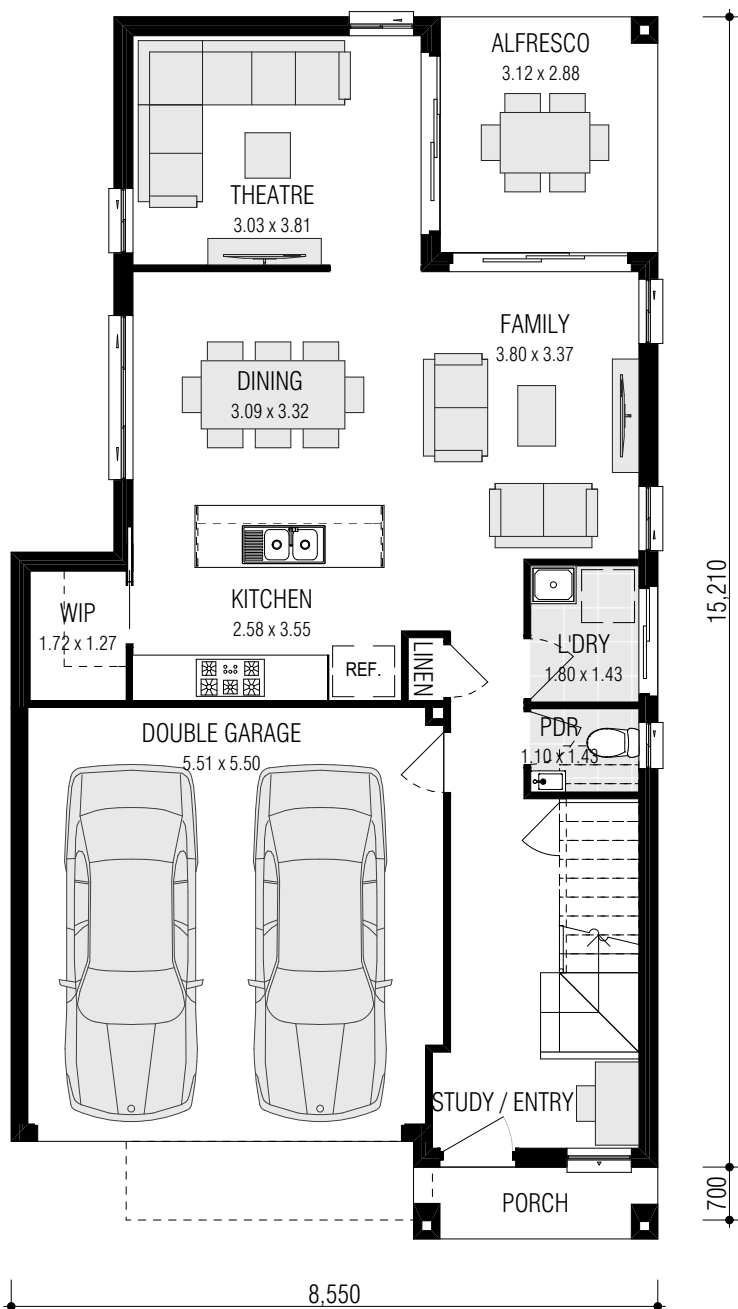 ALFRESCO
3.12 x 2.88
THEATRE
3.03 x 3.81
FAMILY
3.80 x 3.37
DINING
3.09 x 3.32
15,210
KITCHEN
2.58 x 3.55
WIP
1.72 x 1.27
LINEN
REF.
L'DRY
1.80 x 1.43
PDR
1.10 x 1.43
DOUBLE GARAGE
5.51 x 5.50
STUDY / ENTRY
PORCH
700
8,550